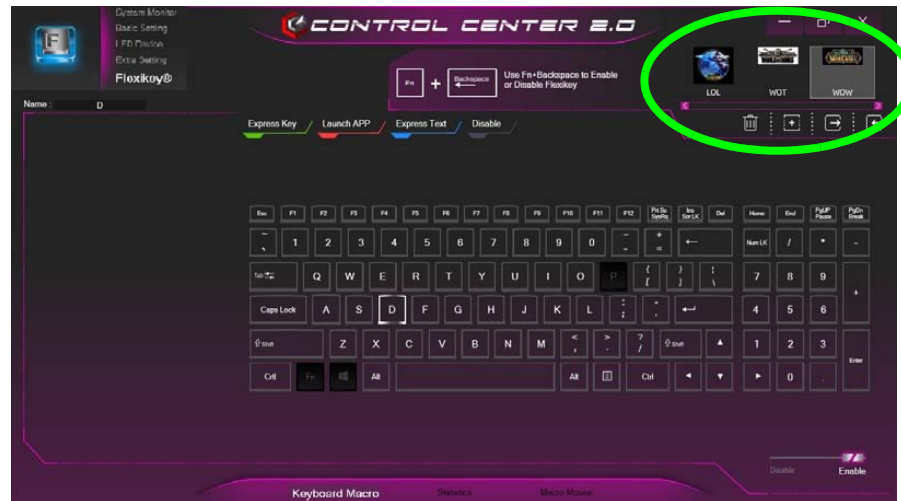 System Monitor
Basic Setting
LED Device
Extra Setting
Flexikey®
CONTROL CENTER 2.0
Fn + Backspace
Use Fn+Backspace to Enable
or Disable Flexikey
LOL WOT WOW
Name : D
Express Key / Launch APP / Express Text / Disable
Esc F1 F2 F3 F4 F5 F6 F7 F8 F9 F10 F11 F12 Prt Sc SysRq Ins Scr LK Del Home End PgUP Pause PgDn Break
~ ` 1 2 3 4 5 6 7 8 9 0 - + = ← Num LK / * -
Tab Q W E R T Y U I O P { [ } ] \ 7 8 9 +
Caps Lock A S D F G H J K L : ; " ' 4 5 6
Shift Z X C V B N M < , > . ? / Shift 1 2 3 Enter
Ctrl Fn Alt Alt Ctrl 0 .
Disable Enable
Keyboard Macro Statistics Macro Mouse